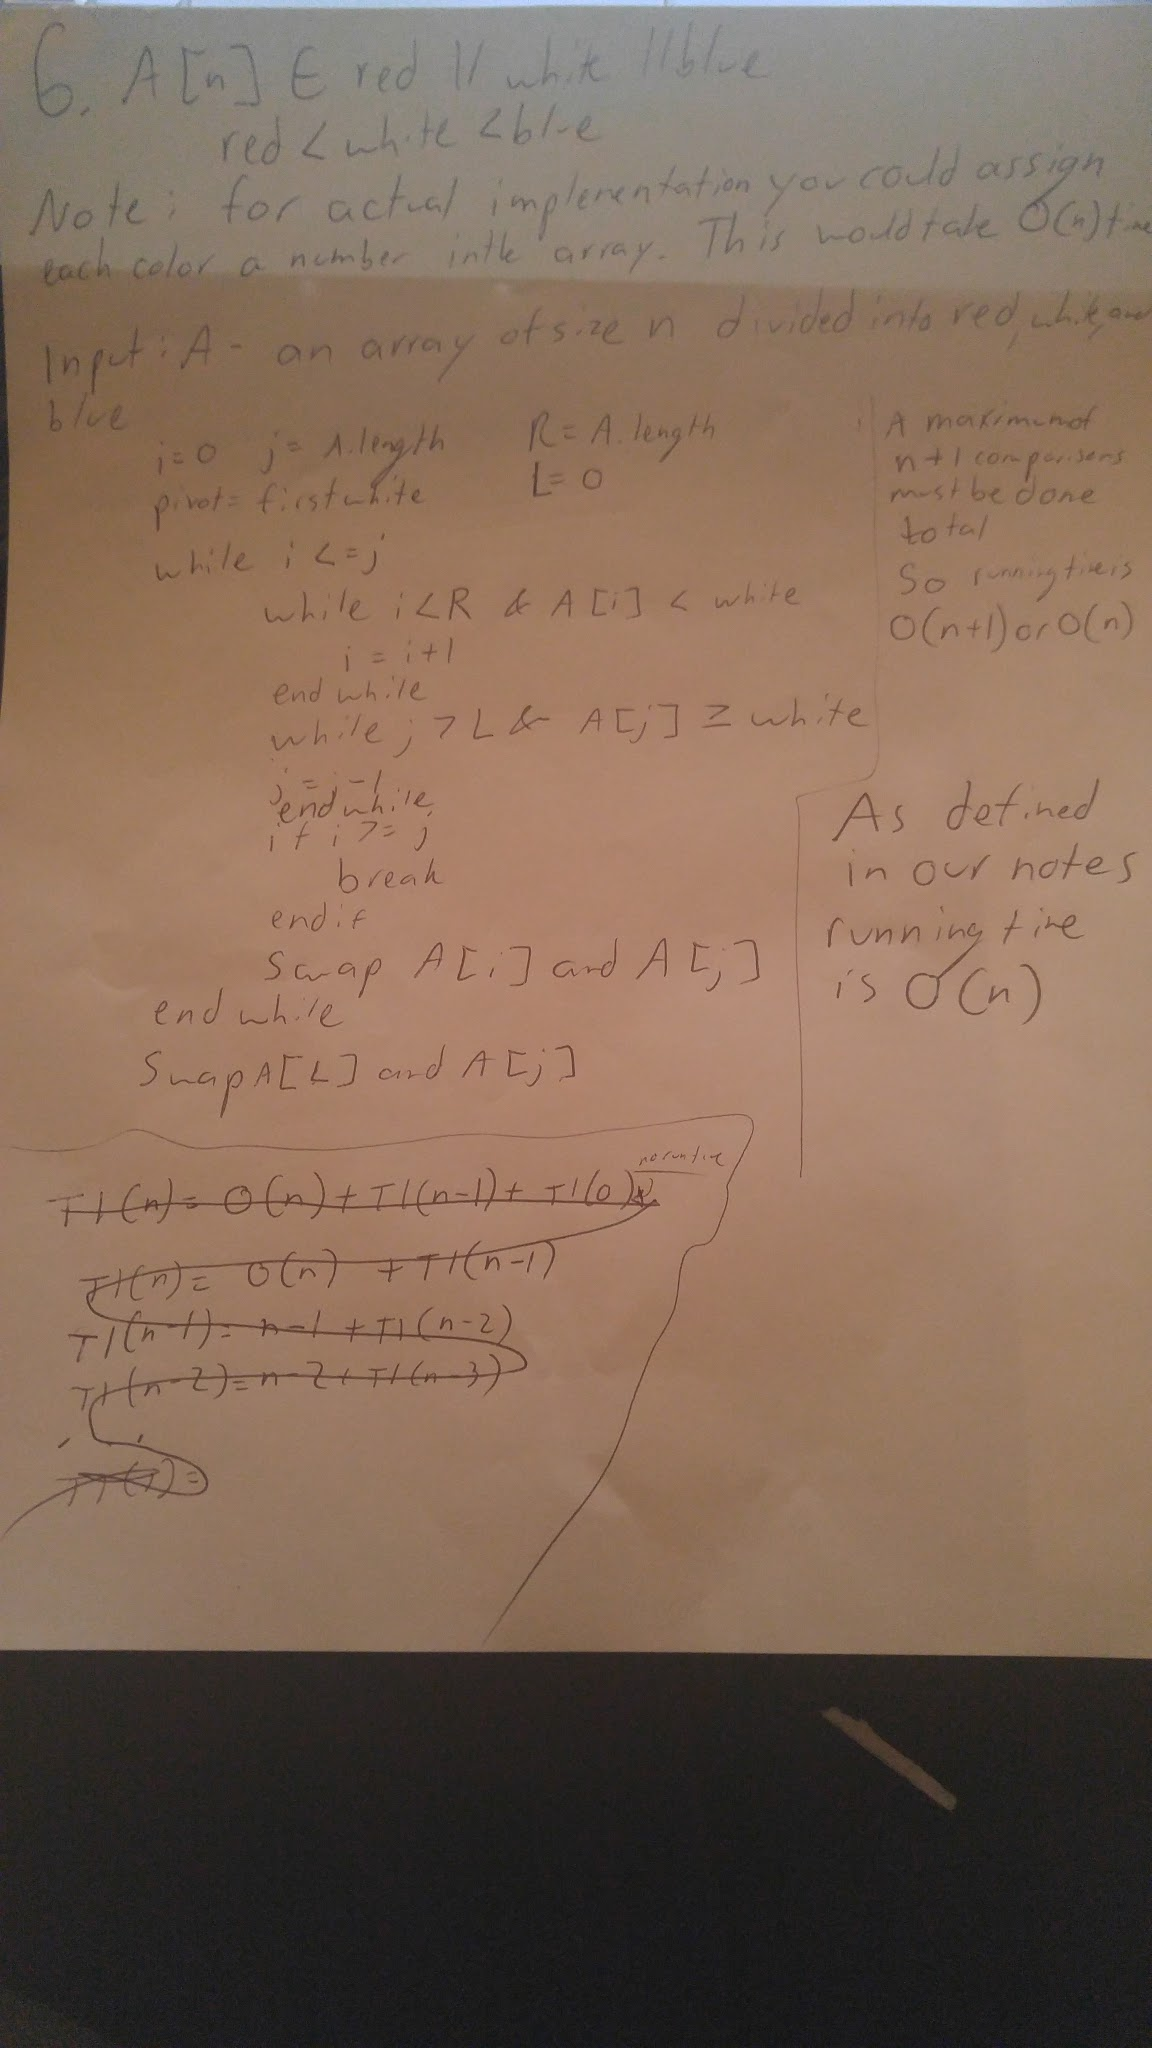 6. A[n] ∈ red || white || blue
red < white < blue
Note: for actual implementation you could assign
each color a number in the array. This would take O(n) time
Input: A - an array of size n divided into red, white, and
blue
i=0 j= A.length R= A.length
pivot= first white L=0
while i <=j
while i<R & A[i] < white
i = i+1
end while
while j > L & A[j] ≥ white
j = j-1
end while
if i >= j
break
end if
Swap A[i] and A[j]
end while
Swap A[L] and A[j]
A maximum of
n+1 comparisons
must be done
total
So running time is
O(n+1) or O(n)
As defined
in our notes
running time
is O(n)
no runtime
T1(n)= O(n) + T1(n-1) + T1(0)
T1(n)= O(n) + T1(n-1)
T1(n-1)= n-1 + T1(n-2)
T1(n-2)= n-2 + T1(n-3)
T1(1)=